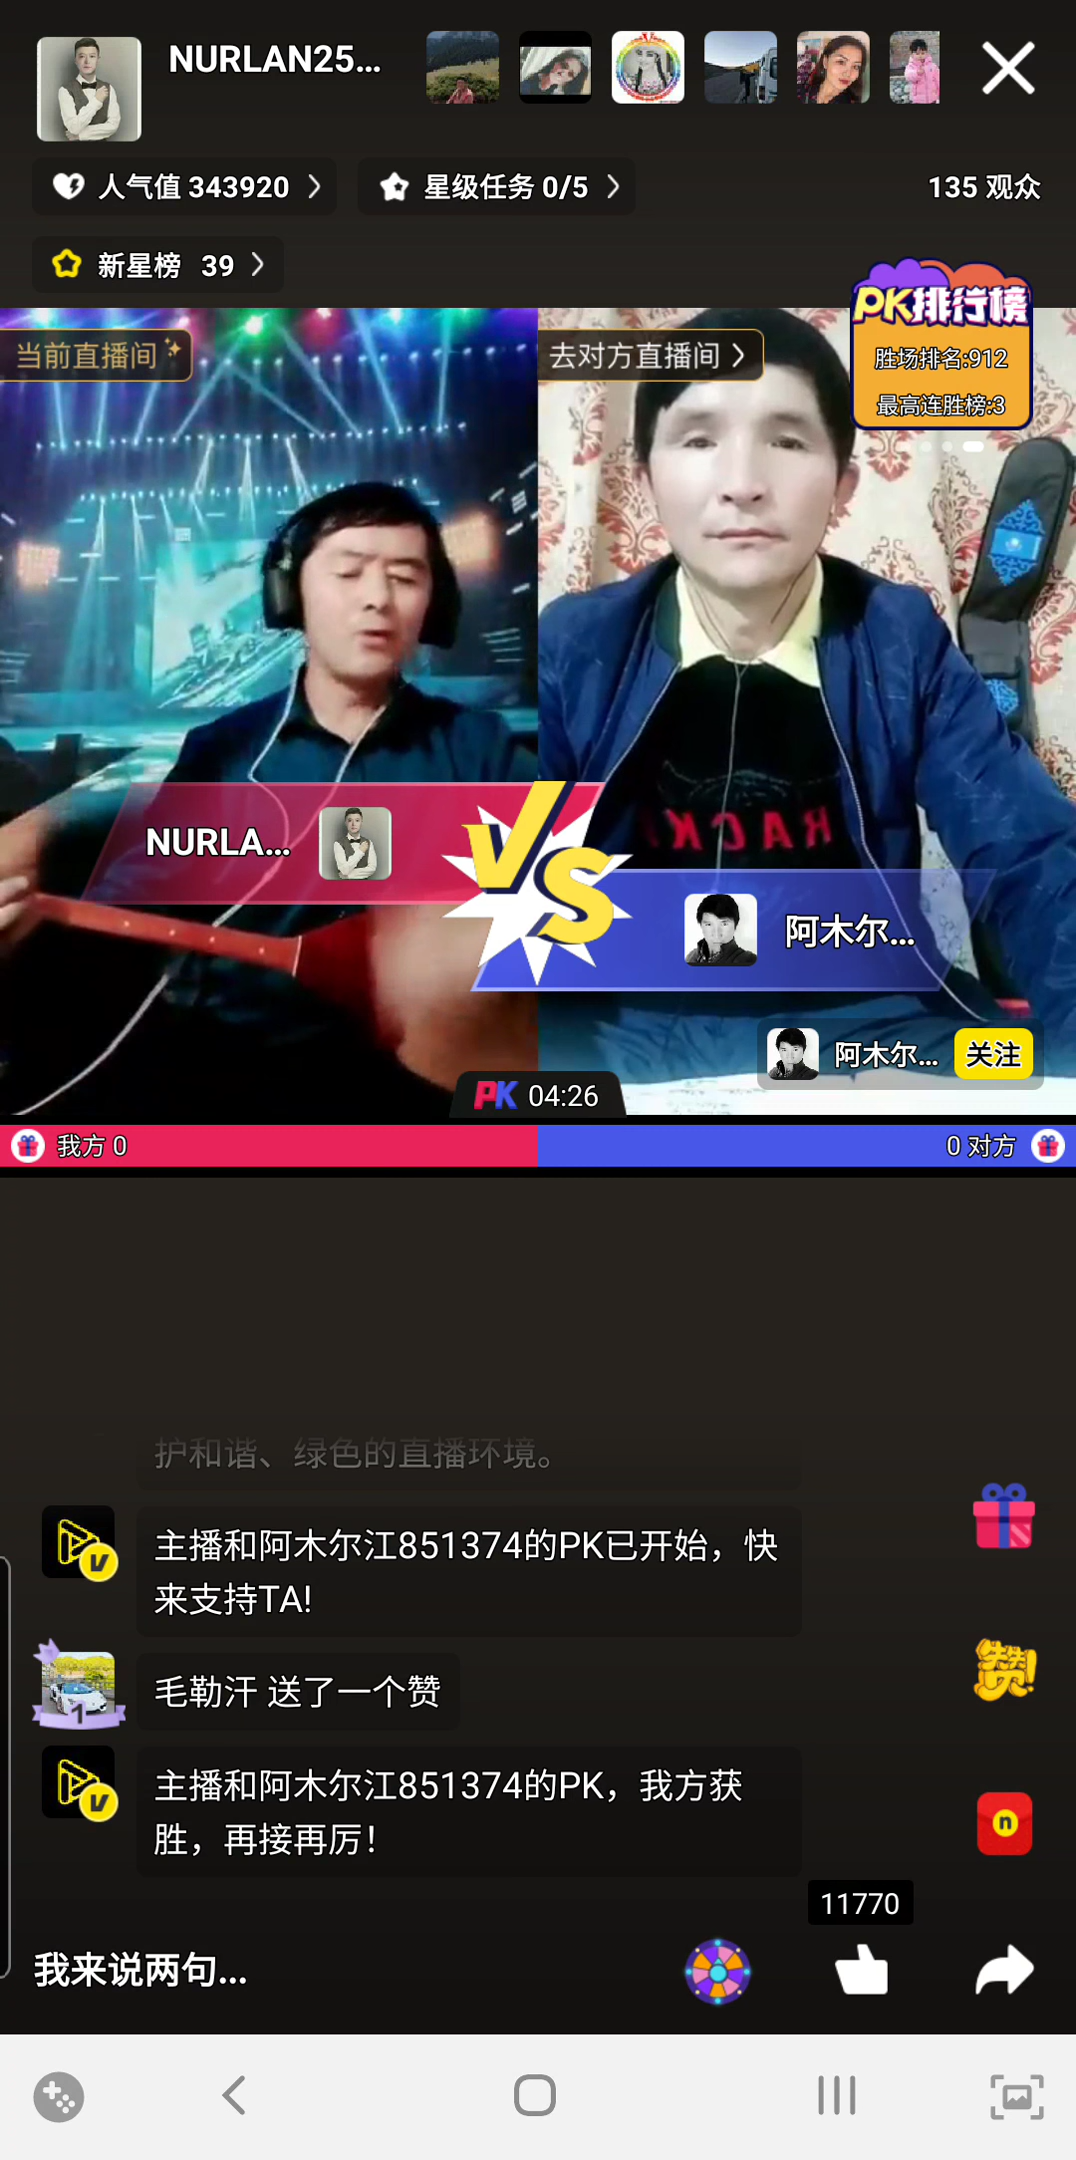 NURLAN25...
人气值 343920
星级任务 0/5
135 观众
新星榜 39
PK排行榜
胜场排名:912
最高连胜榜:3
当前直播间
去对方直播间
HACK
NURLA...
VS
阿木尔...
阿木尔...
关注
PK 04:26
我方 0
0 对方
护和谐、绿色的直播环境。
主播和阿木尔江851374的PK已开始，快
来支持TA!
1
毛勒汗 送了一个赞
主播和阿木尔江851374的PK，我方获
胜，再接再厉！
赞!
n
11770
我来说两句...